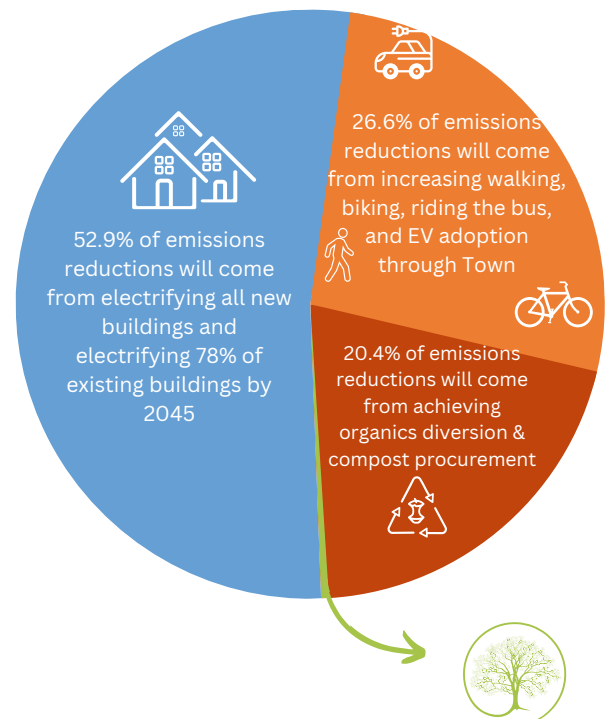 26.6% of emissions
reductions will come
from increasing walking,
biking, riding the bus,
and EV adoption
through Town
52.9% of emissions
reductions will come
from electrifying all new
buildings and
electrifying 78% of
existing buildings by
2045
20.4% of emissions
reductions will come
from achieving
organics diversion &
compost procurement